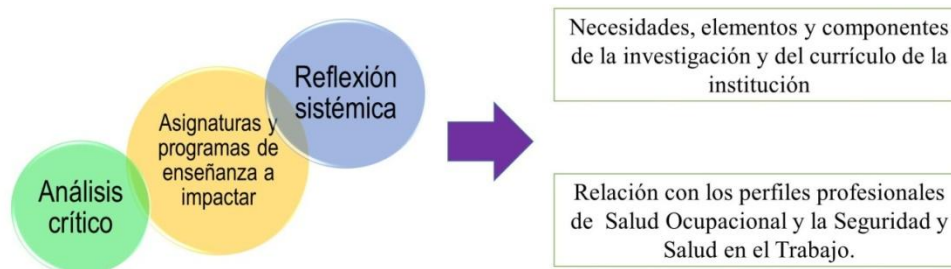 Análisis
crítico
Asignaturas y
programas de
enseñanza a
impactar
Reflexión
sistémica
Necesidades, elementos y componentes
de la investigación y del currículo de la
institución
Relación con los perfiles profesionales
de Salud Ocupacional y la Seguridad y
Salud en el Trabajo.